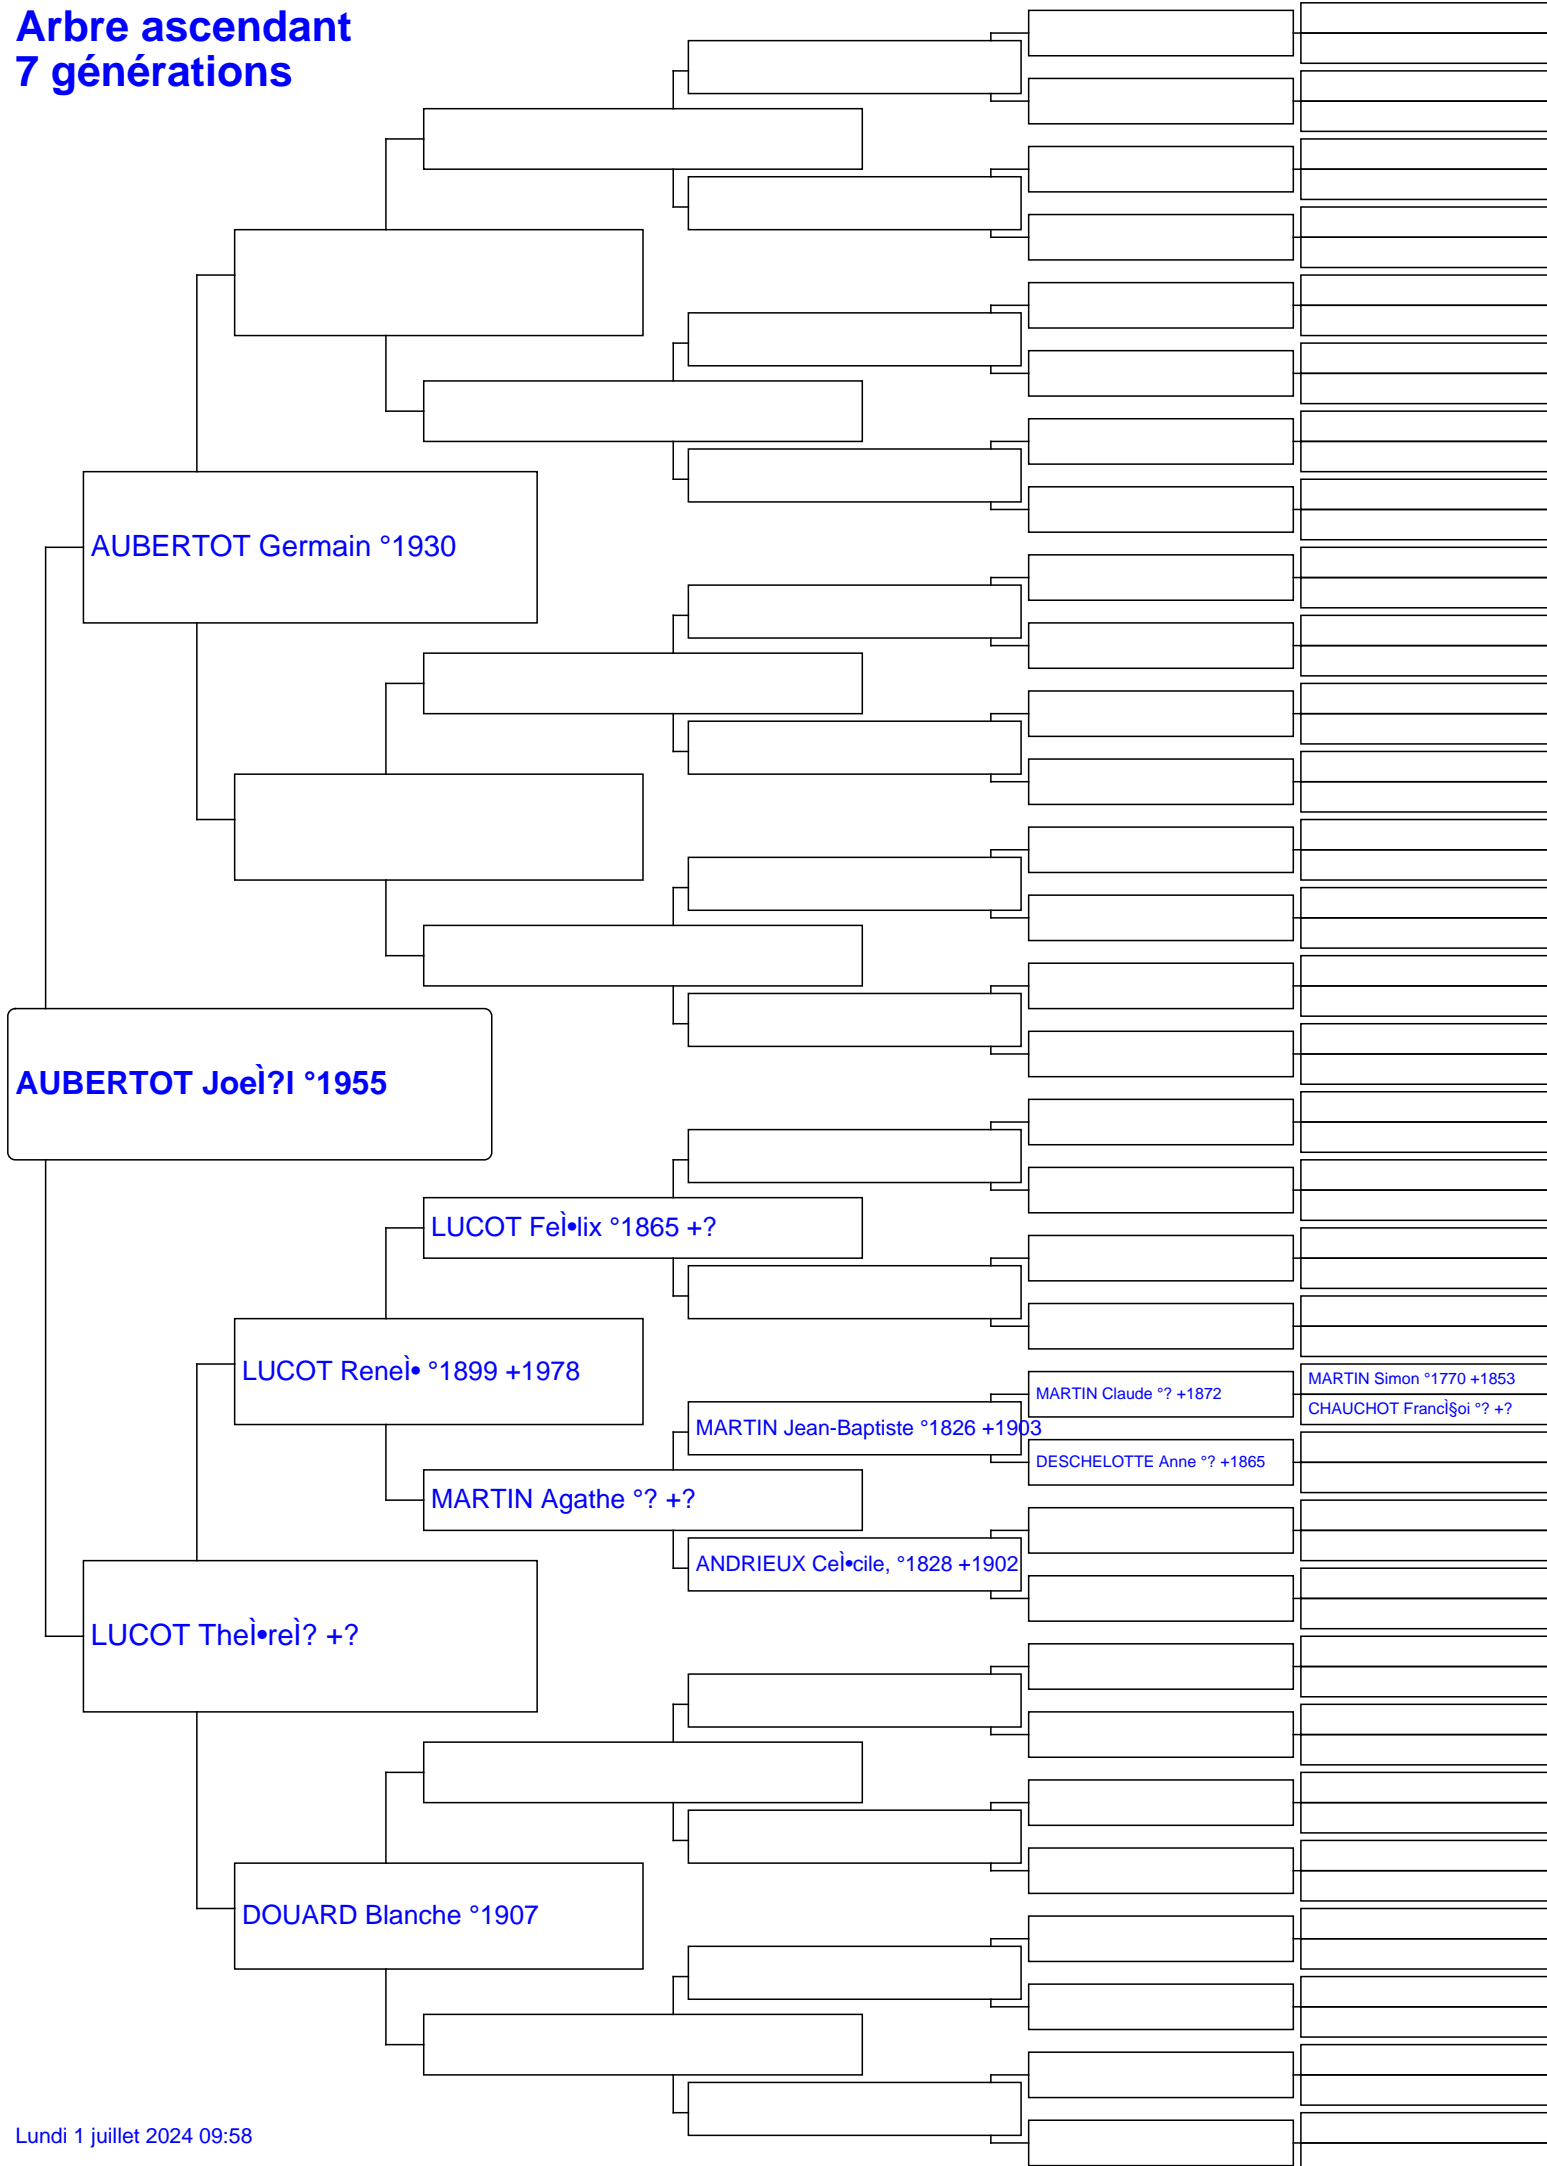 Arbre ascendant
7 générations
AUBERTOT Germain °1930
AUBERTOT JoeÌ?l °1955
LUCOT FeÌ•lix °1865 +?
LUCOT ReneÌ• °1899 +1978
MARTIN Simon °1770 +1853
MARTIN Claude °? +1872
CHAUCHOT FrancÌ§oi °? +?
MARTIN Jean-Baptiste °1826 +1903
DESCHELOTTE Anne °? +1865
MARTIN Agathe °? +?
ANDRIEUX CeÌ•cile, °1828 +1902
LUCOT TheÌ•reÌ? +?
DOUARD Blanche °1907
Lundi 1 juillet 2024 09:58